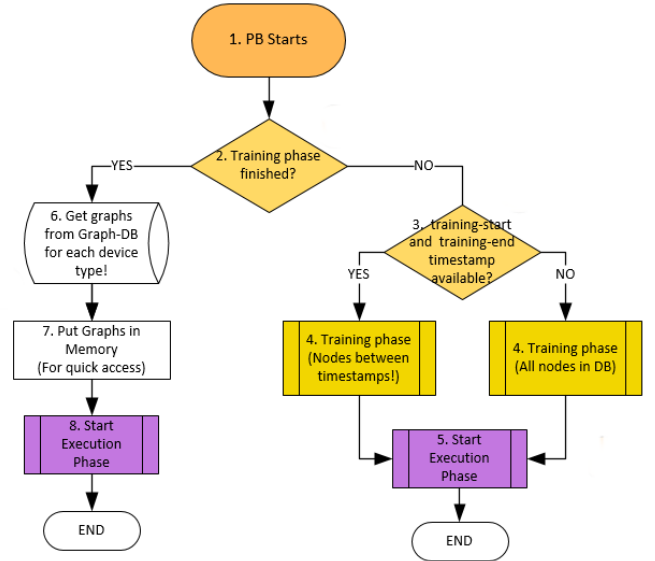 1. PB Starts
2. Training phase
finished?
YES
NO
6. Get graphs
from Graph-DB
for each device
type!
3. training-start
and training-end
timestamp
available?
YES
NO
7. Put Graphs in
Memory
(For quick access)
4. Training phase
(Nodes between
timestamps!)
4. Training phase
(All nodes in DB)
8. Start
Execution
Phase
5. Start
Execution
Phase
END
END